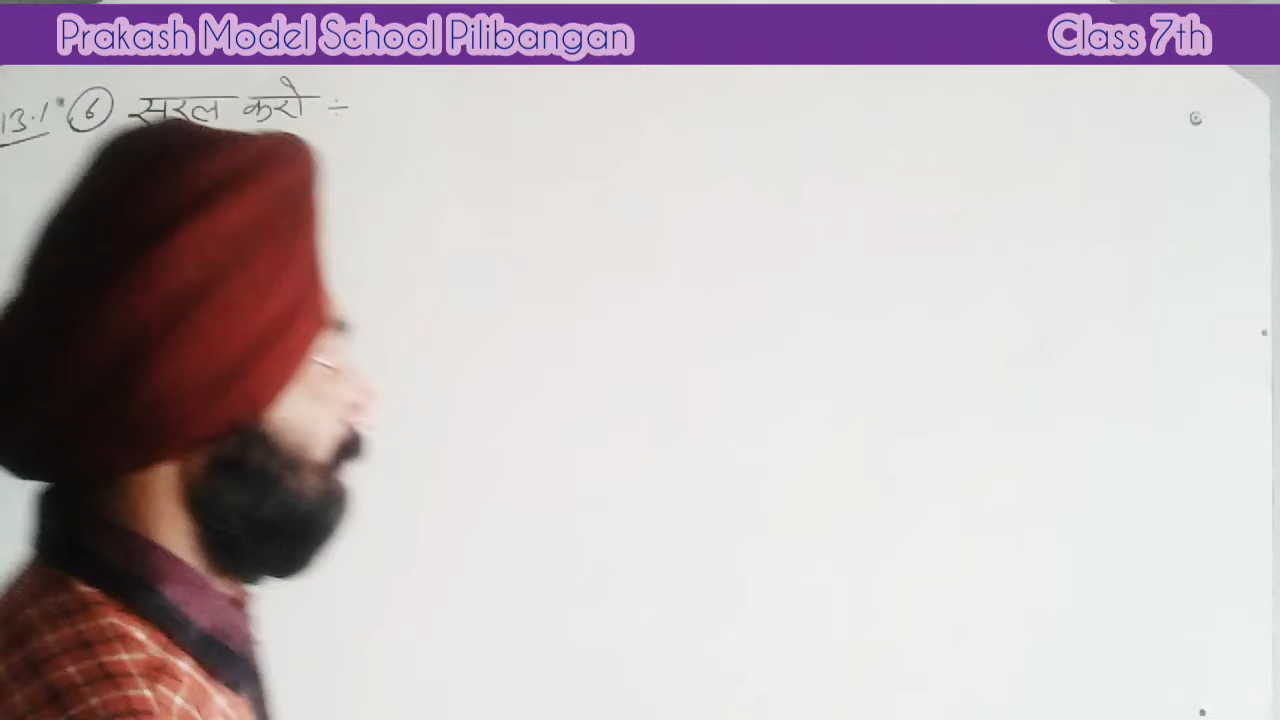 Prakash Model School Pilibangan Class 7th
13.1 6 सरल करो ÷